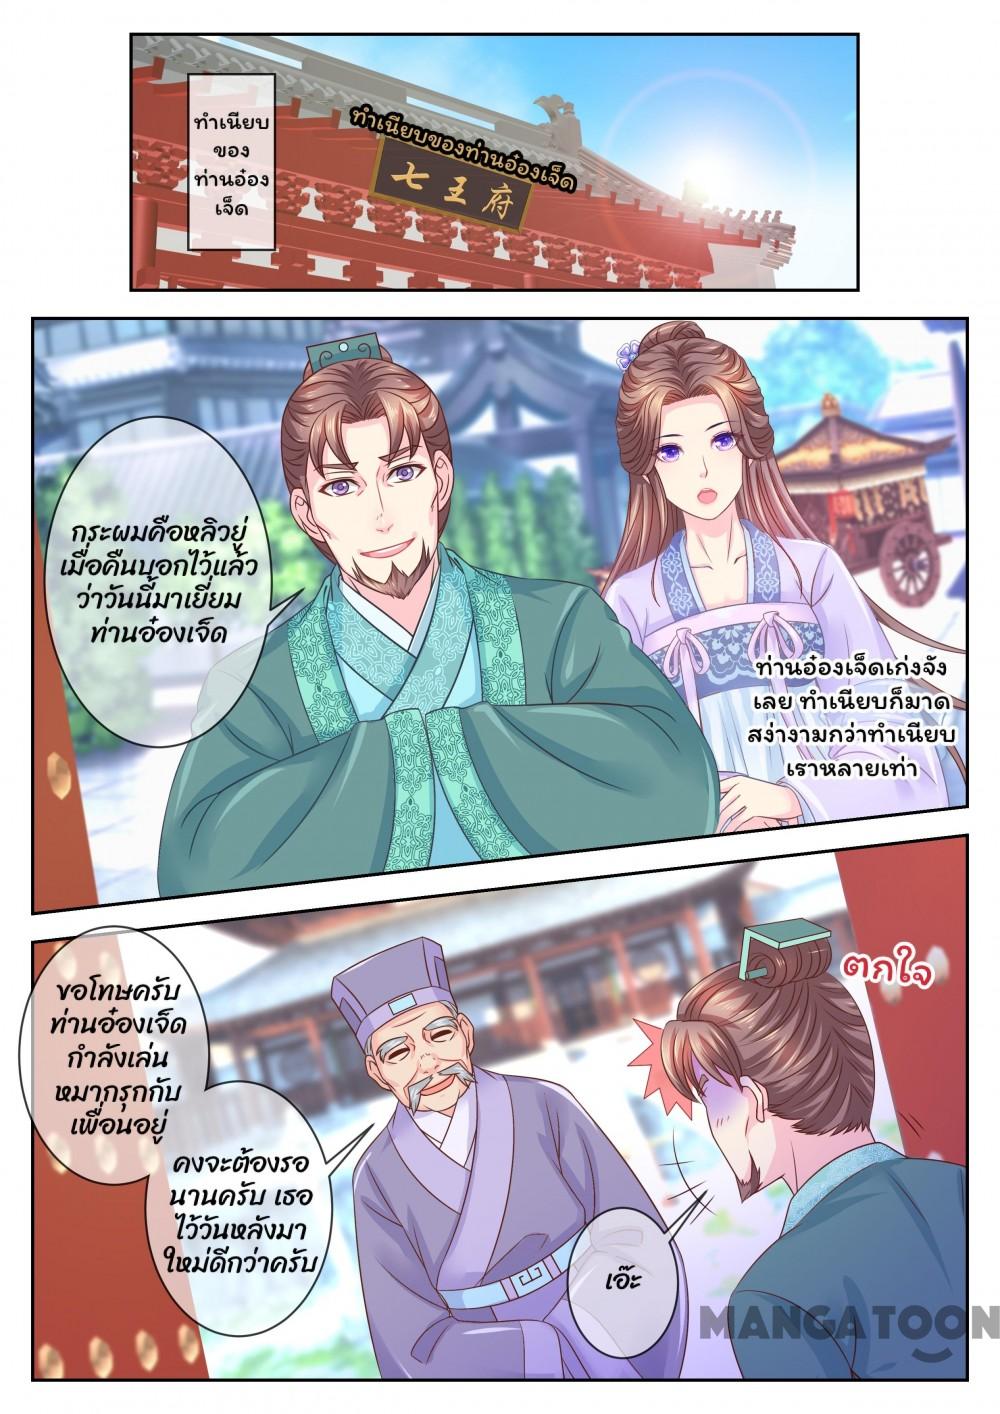 ทำเนียบ
ของ
ท่านอ๋อง
เจ็ด
ทำเนียบของท่านอ๋องเจ็ด
七王府
กระผมคือหลิวยู่
เมื่อคืนบอกไว้แล้ว
ว่าวันนี้มาเยี่ยม
ท่านอ๋องเจ็ด
ท่านอ๋องเจ็ดเก่งจัง
เลย ทำเนียบก็มาด
สง่างามกว่าทำเนียบ
เราหลายเท่า
ขอโทษครับ
ท่านอ๋องเจ็ด
กำลังเล่น
หมากรุกกับ
เพื่อนอยู่
ตกใจ
คงจะต้องรอ
นานครับ เธอ
ไว้วันหลังมา
ใหม่ดีกว่าครับ
เอ๊ะ
MANGATOON